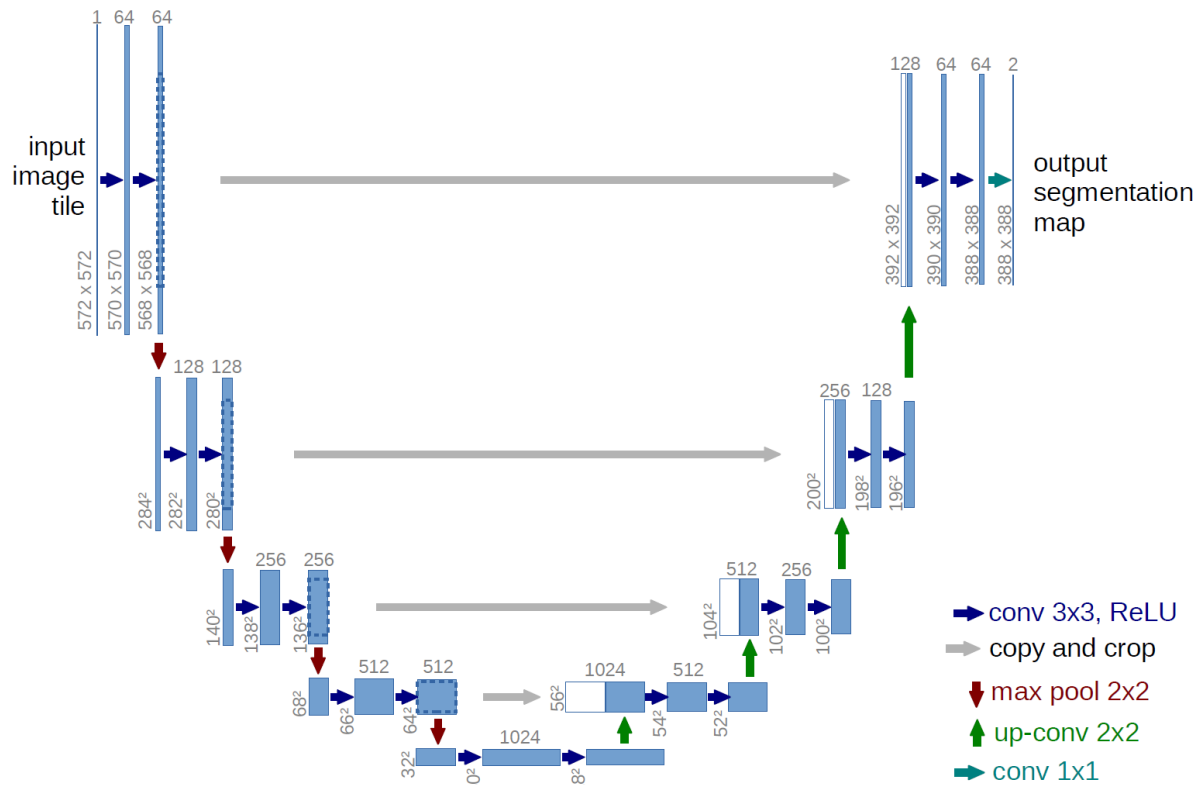 1 64 64
128 64 64 2
input
image
tile
output
segmentation
map
572 x 572
570 x 570
568 x 568
392 x 392
390 x 390
388 x 388
388 x 388
128 128
256 128
284²
282²
280²
200²
198²
196²
256 256
512 256
140²
138²
136²
104²
102²
100²
512 512
1024 512
68²
66²
64²
56²
54²
52²
1024
32²
0²
8²
conv 3x3, ReLU
copy and crop
max pool 2x2
up-conv 2x2
conv 1x1